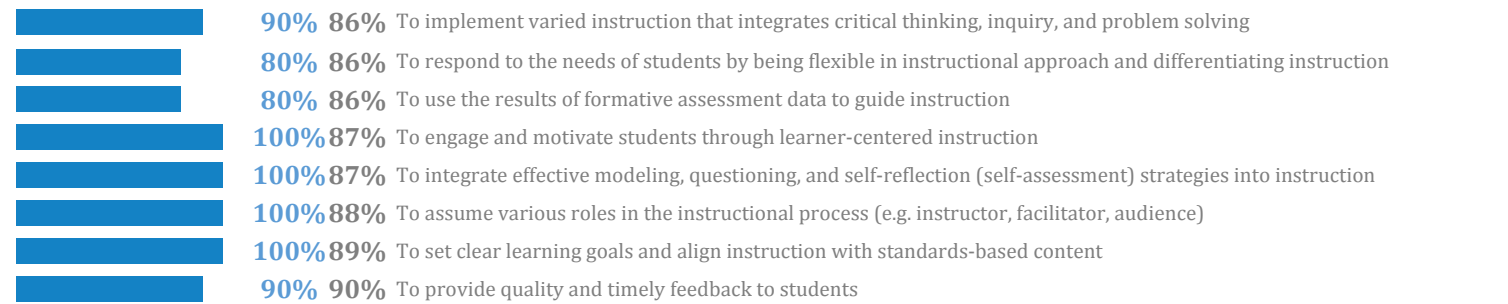 90% 86% To implement varied instruction that integrates critical thinking, inquiry, and problem solving
80% 86% To respond to the needs of students by being flexible in instructional approach and differentiating instruction
80% 86% To use the results of formative assessment data to guide instruction
100% 87% To engage and motivate students through learner-centered instruction
100% 87% To integrate effective modeling, questioning, and self-reflection (self-assessment) strategies into instruction
100% 88% To assume various roles in the instructional process (e.g. instructor, facilitator, audience)
100% 89% To set clear learning goals and align instruction with standards-based content
90% 90% To provide quality and timely feedback to students